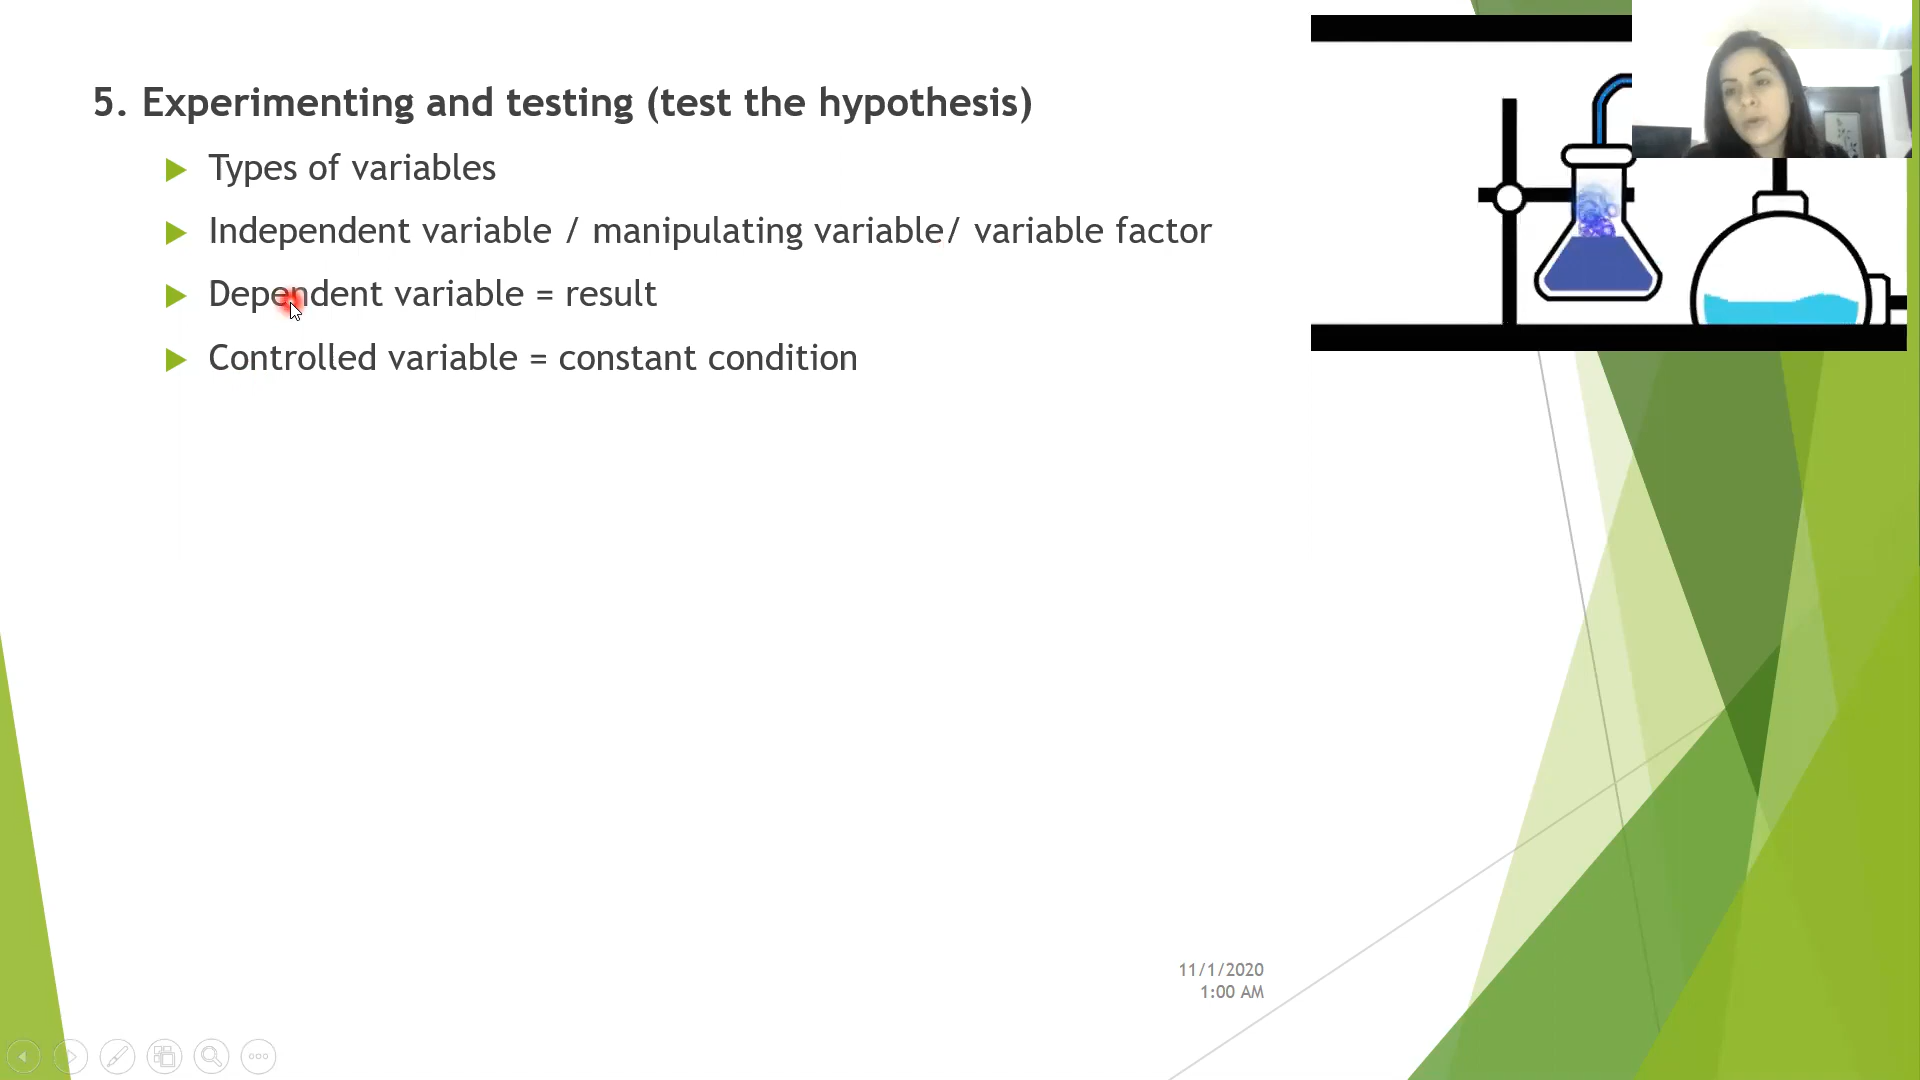 5. Experimenting and testing (test the hypothesis)
Types of variables
Independent variable / manipulating variable/ variable factor
Dependent variable = result
Controlled variable = constant condition
11/1/2020
1:00 AM